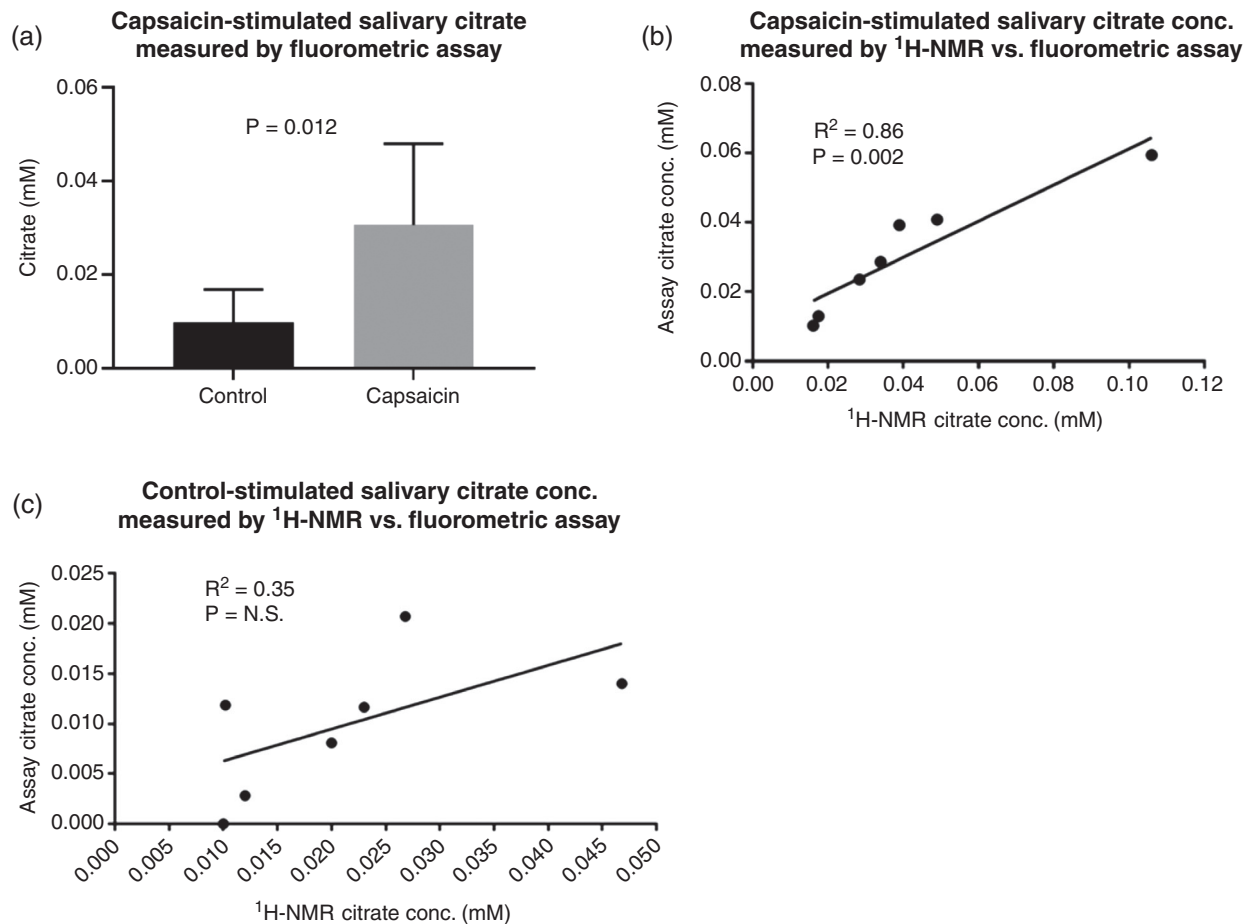 (a)
Capsaicin-stimulated salivary citrate
measured by fluorometric assay
0.06
0.04
0.02
0.00
Citrate (mM)
P = 0.012
Control
Capsaicin
(b)
Capsaicin-stimulated salivary citrate conc.
measured by ¹H-NMR vs. fluorometric assay
0.08
0.06
0.04
0.02
0.00
Assay citrate conc. (mM)
R² = 0.86
P = 0.002
0.00 0.02 0.04 0.06 0.08 0.10 0.12
¹H-NMR citrate conc. (mM)
(c)
Control-stimulated salivary citrate conc.
measured by ¹H-NMR vs. fluorometric assay
0.025
0.020
0.015
0.010
0.005
0.000
Assay citrate conc. (mM)
R² = 0.35
P = N.S.
0.000 0.005 0.010 0.015 0.020 0.025 0.030 0.035 0.040 0.045 0.050
¹H-NMR citrate conc. (mM)